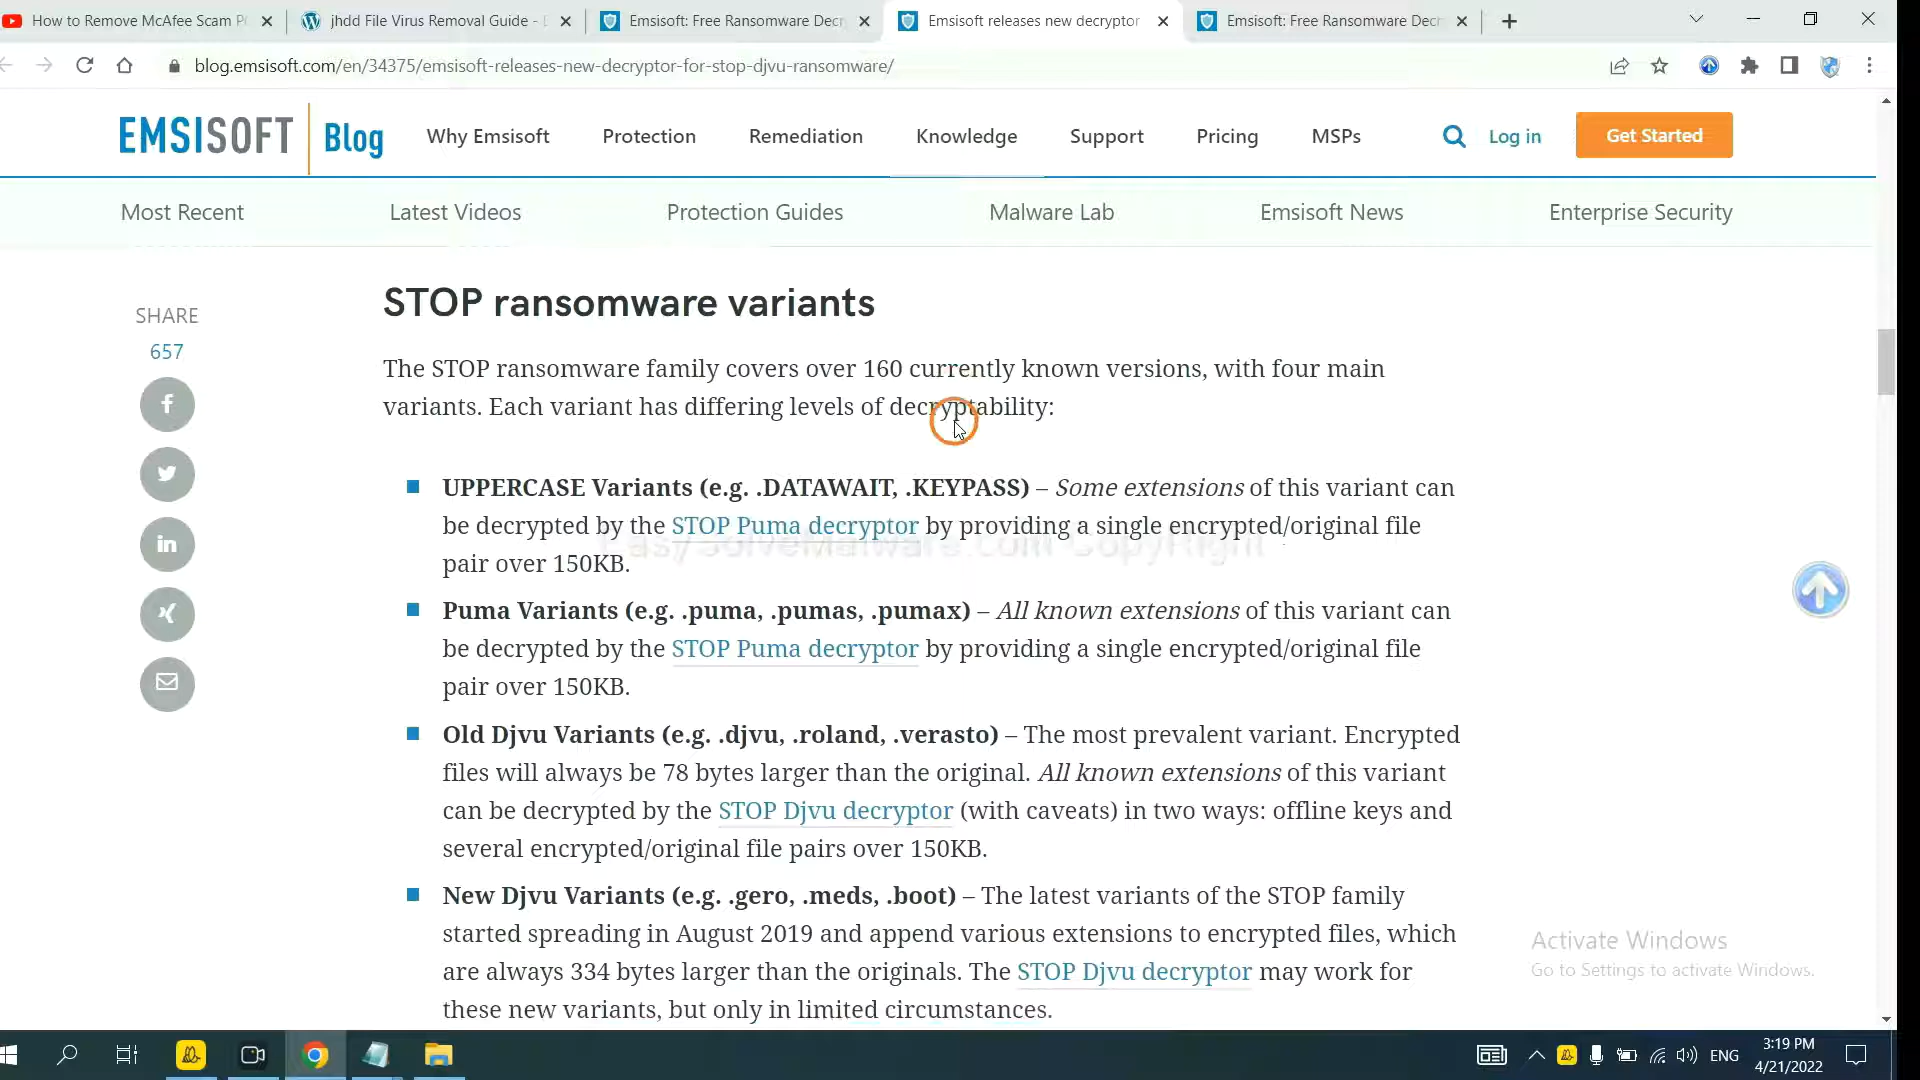 How to Remove McAfee Scam P
jhdd File Virus Removal Guide -
Emsisoft: Free Ransomware Decr
Emsisoft releases new decryptor
Emsisoft: Free Ransomware Decr
blog.emsisoft.com/en/34375/emsisoft-releases-new-decryptor-for-stop-djvu-ransomware/
EMSISOFT Blog
Why Emsisoft
Protection
Remediation
Knowledge
Support
Pricing
MSPs
Log in
Get Started
Most Recent
Latest Videos
Protection Guides
Malware Lab
Emsisoft News
Enterprise Security
SHARE
657
STOP ransomware variants
The STOP ransomware family covers over 160 currently known versions, with four main
variants. Each variant has differing levels of decryptability:
UPPERCASE Variants (e.g. .DATAWAIT, .KEYPASS) – Some extensions of this variant can
be decrypted by the STOP Puma decryptor by providing a single encrypted/original file
EasySolveMalware.com CopyRight
pair over 150KB.
Puma Variants (e.g. .puma, .pumas, .pumax) – All known extensions of this variant can
be decrypted by the STOP Puma decryptor by providing a single encrypted/original file
pair over 150KB.
Old Djvu Variants (e.g. .djvu, .roland, .verasto) – The most prevalent variant. Encrypted
files will always be 78 bytes larger than the original. All known extensions of this variant
can be decrypted by the STOP Djvu decryptor (with caveats) in two ways: offline keys and
several encrypted/original file pairs over 150KB.
New Djvu Variants (e.g. .gero, .meds, .boot) – The latest variants of the STOP family
started spreading in August 2019 and append various extensions to encrypted files, which
are always 334 bytes larger than the originals. The STOP Djvu decryptor may work for
these new variants, but only in limited circumstances.
Activate Windows
Go to Settings to activate Windows.
ENG
3:19 PM
4/21/2022